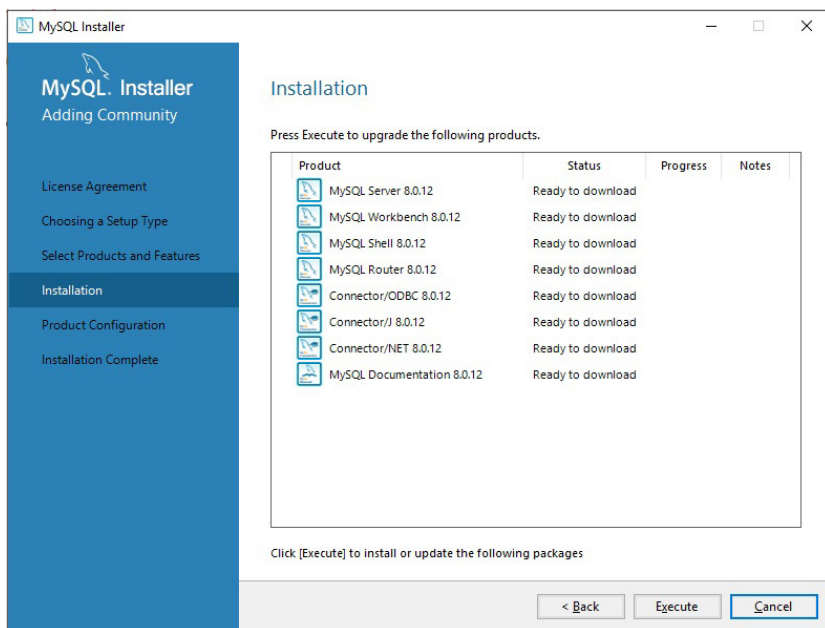 MySQL Installer
MySQL. Installer
Adding Community
License Agreement
Choosing a Setup Type
Select Products and Features
Installation
Product Configuration
Installation Complete
Installation
Press Execute to upgrade the following products.
Product Status Progress Notes
MySQL Server 8.0.12 Ready to download
MySQL Workbench 8.0.12 Ready to download
MySQL Shell 8.0.12 Ready to download
MySQL Router 8.0.12 Ready to download
Connector/ODBC 8.0.12 Ready to download
Connector/J 8.0.12 Ready to download
Connector/NET 8.0.12 Ready to download
MySQL Documentation 8.0.12 Ready to download
Click [Execute] to install or update the following packages
< Back Execute Cancel